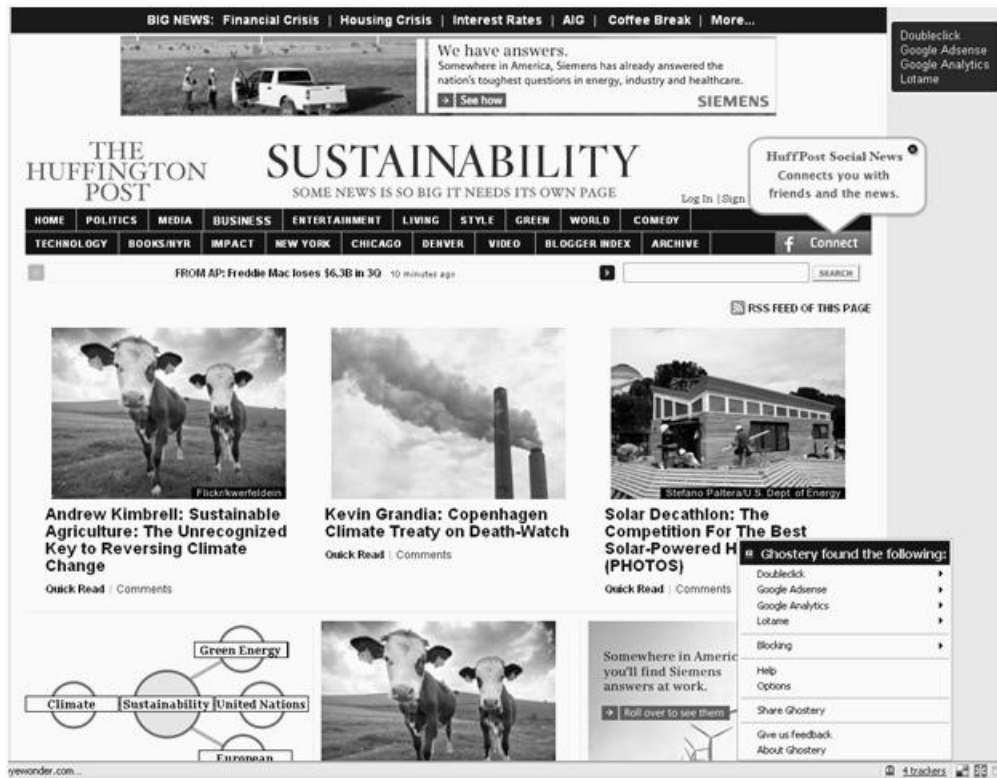 BIG NEWS: Financial Crisis | Housing Crisis | Interest Rates | AIG | Coffee Break | More...
Doubleclick
Google Adsense
Google Analytics
Lotame
We have answers.
Somewhere in America, Siemens has already answered the
nation's toughest questions in energy, industry and healthcare.
See how
SIEMENS
THE
HUFFINGTON
POST
SUSTAINABILITY
SOME NEWS IS SO BIG IT NEEDS ITS OWN PAGE
Log In | Sign
HuffPost Social News
Connects you with
friends and the news.
HOME POLITICS MEDIA BUSINESS ENTERTAINMENT LIVING STYLE GREEN WORLD COMEDY
TECHNOLOGY BOOKS/NYR IMPACT NEW YORK CHICAGO DENVER VIDEO BLOGGER INDEX ARCHIVE
f Connect
FROM AP: Freddie Mac loses $6.3B in 3Q 10 minutes ago
SEARCH
RSS FEED OF THIS PAGE
Flickr/kwerfeldein
Stefano Paltera/U.S. Dept. of Energy
Andrew Kimbrell: Sustainable
Agriculture: The Unrecognized
Key to Reversing Climate
Change
Quick Read | Comments
Kevin Grandia: Copenhagen
Climate Treaty on Death-Watch
Quick Read | Comments
Solar Decathlon: The
Competition For The Best
Solar-Powered H
(PHOTOS)
Quick Read | Comments
Ghostery found the following:
Doubleclick
Google Adsense
Google Analytics
Lotame
Blocking
Help
Options
Share Ghostery
Give us feedback
About Ghostery
Green Energy
Climate
Sustainability
United Nations
European
Somewhere in Americ
you'll find Siemens
answers at work.
Roll over to see them
yewonder.com...
4 trackers